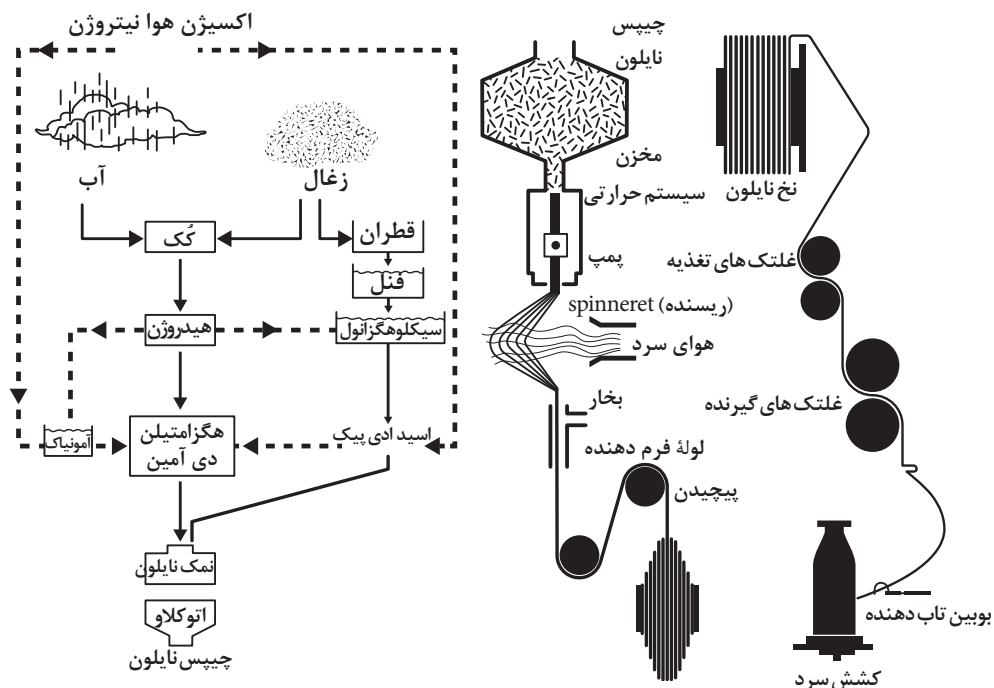 اکسیژن هوا نیتروژن
آب
زغال
کُک
قطران
فنل
هیدروژن
سیکلوهگزانول
آمونیاک
هگزامتیلن
دی آمین
اسید ادی پیک
نمک نایلون
اتوکلاو
چیپس نایلون
چیپس
نایلون
مخزن
سیستم حرارتی
پمپ
(ریسنده) spinneret
هوای سرد
بخار
لولهٔ فرم دهنده
پیچیدن
نخ نایلون
غلتک‌های تغذیه
غلتک‌های گیرنده
بوبین تاب دهنده
کشش سرد